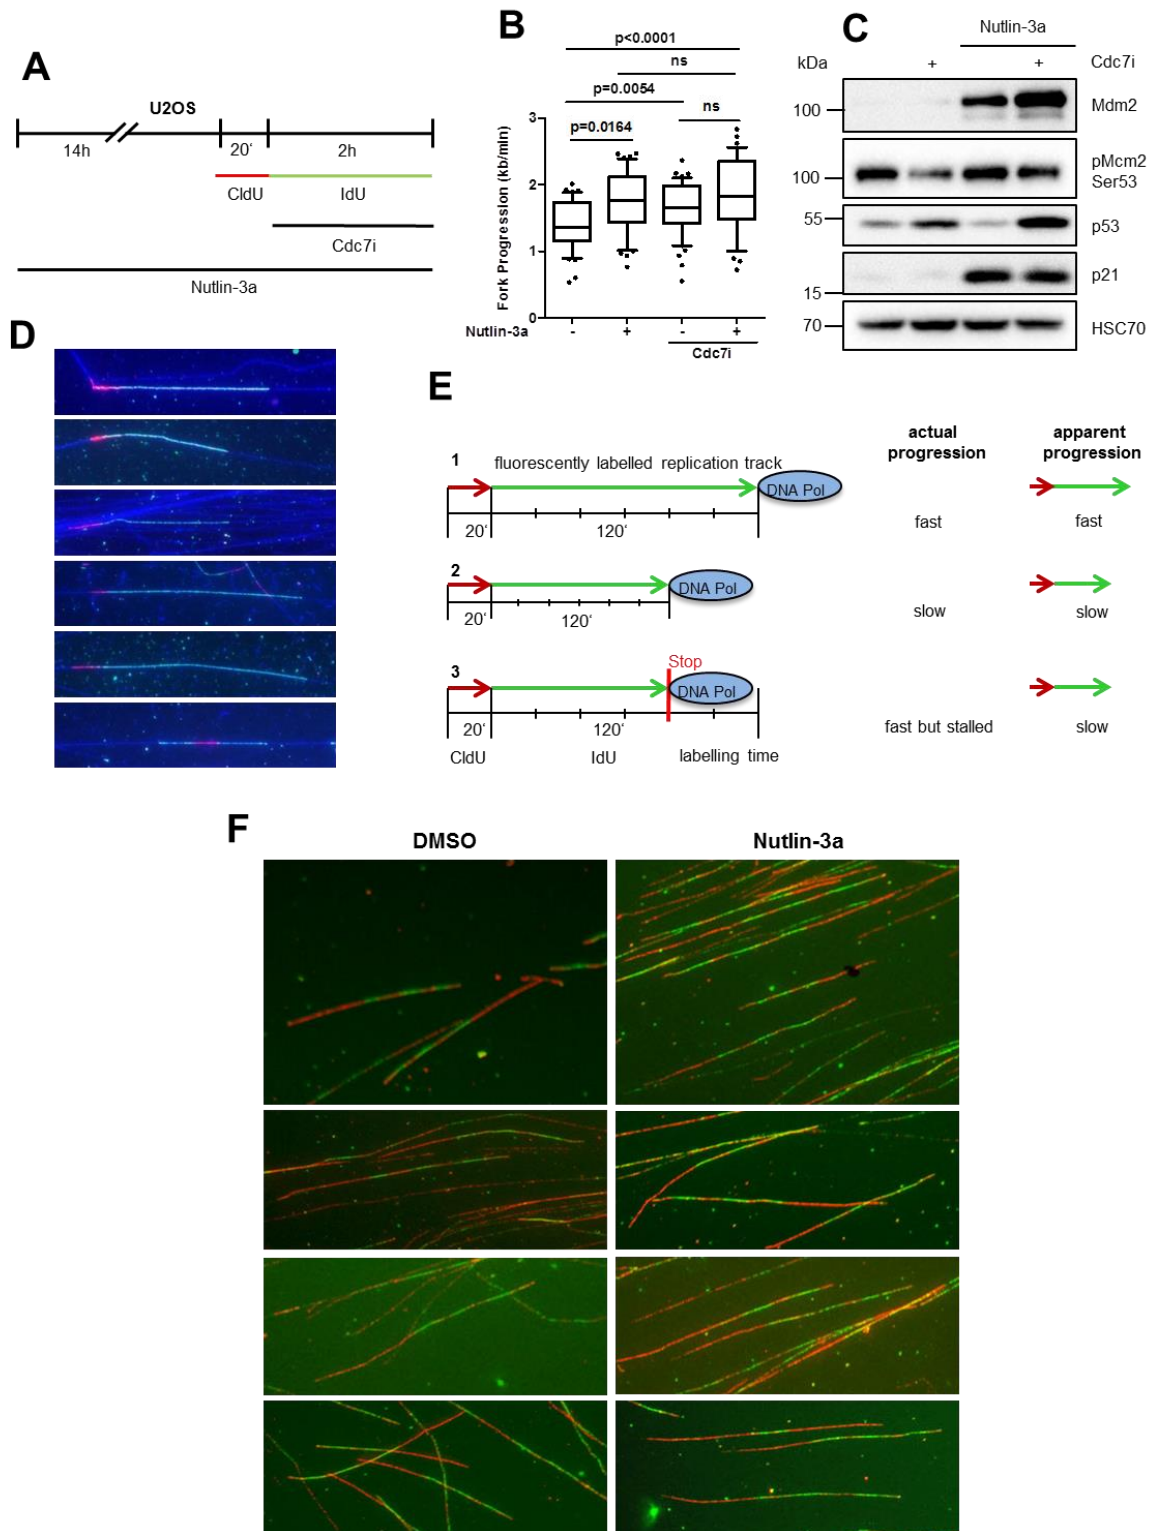 A
U2OS
14h
20‘
2h
CldU
IdU
Cdc7i
Nutlin-3a
B
p<0.0001
ns
p=0.0054
ns
p=0.0164
Fork Progression (kb/min)
3
2
1
0
Nutlin-3a
-
+
-
+
Cdc7i
C
Nutlin-3a
kDa
+
+
Cdc7i
100
Mdm2
100
pMcm2
Ser53
55
p53
15
p21
70
HSC70
D
E
actual
progression
apparent
progression
1
fluorescently labelled replication track
DNA Pol
20‘
120‘
fast
fast
2
DNA Pol
20‘
120‘
slow
slow
Stop
3
DNA Pol
20‘
120‘
fast but stalled
slow
CldU
IdU
labelling time
F
DMSO
Nutlin-3a